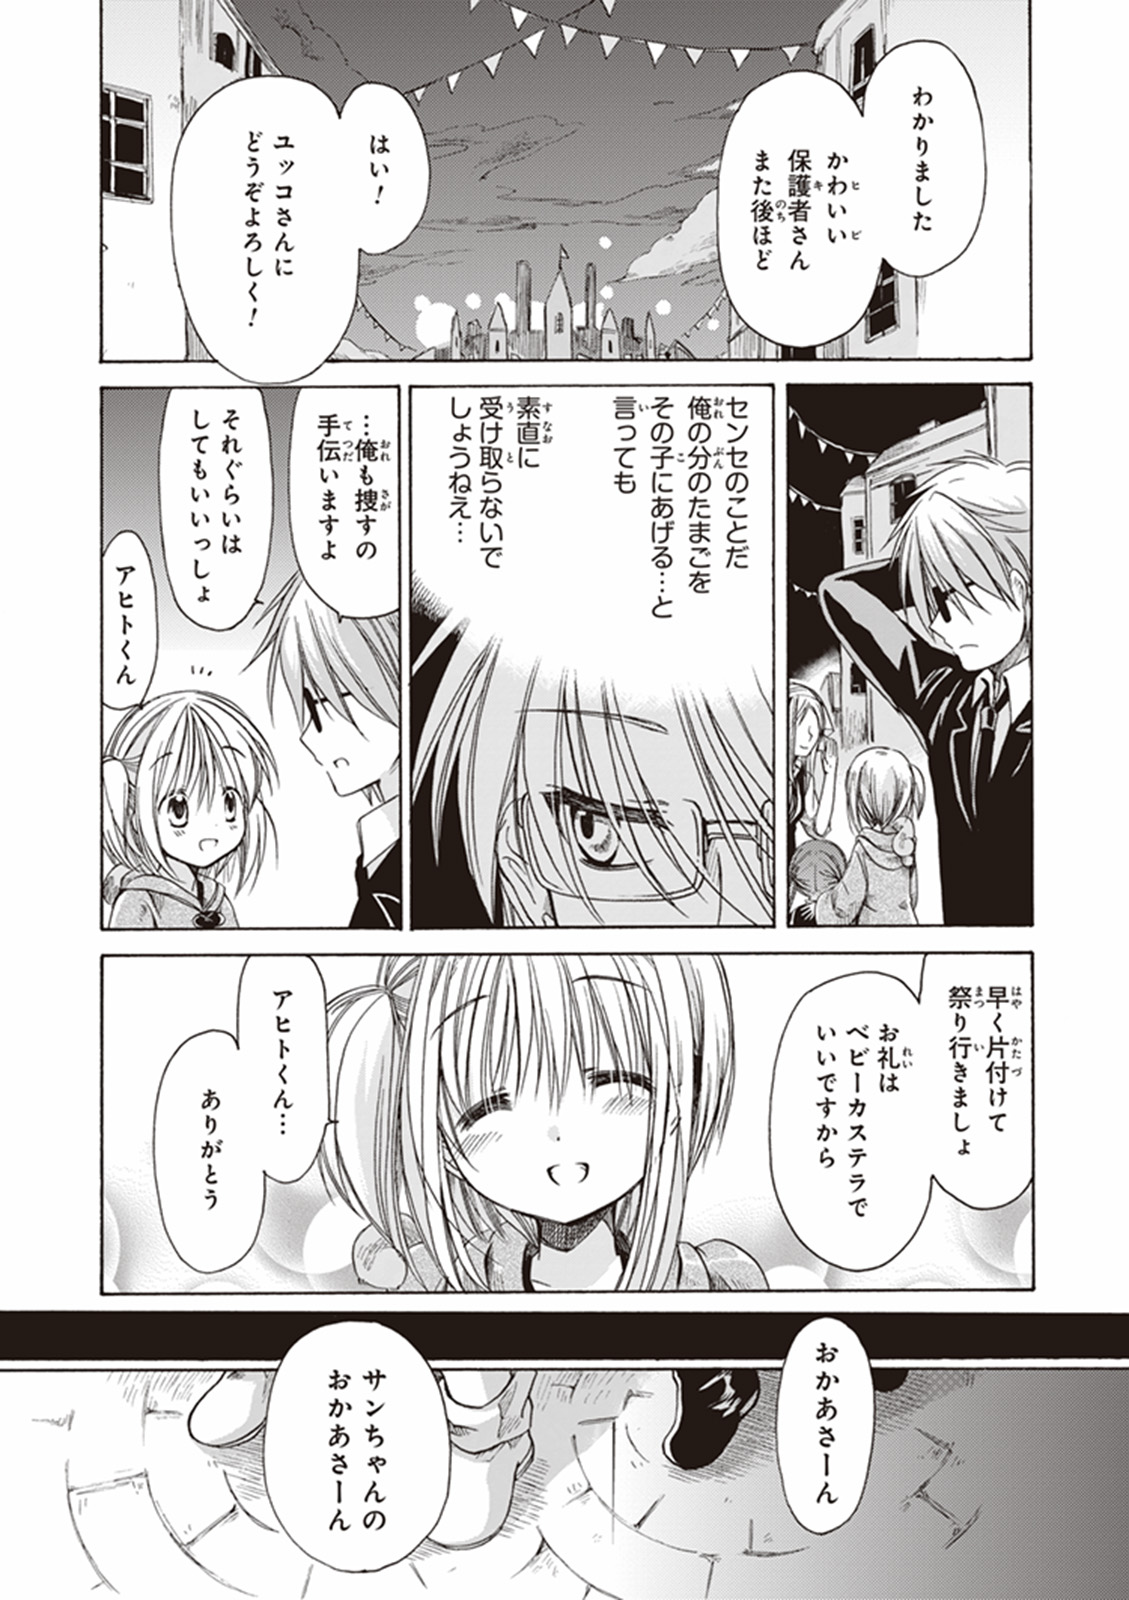 わかりました
かわいい
保護者さん
また後ほど
はい！
ユッコさんに
どうぞよろしく！
センセのことだ
俺の分のたまごを
その子にあげる…と
言っても
素直に
受け取らないで
しょうねえ…
…俺も捜すの
手伝いますよ
それぐらいは
してもいいっしょ
アヒトくん
早く片付けて
祭り行きましょ
お礼は
ベビーカステラで
いいですから
アヒトくん…
ありがとう
おかあさーん
サンちゃんの
おかあさーん